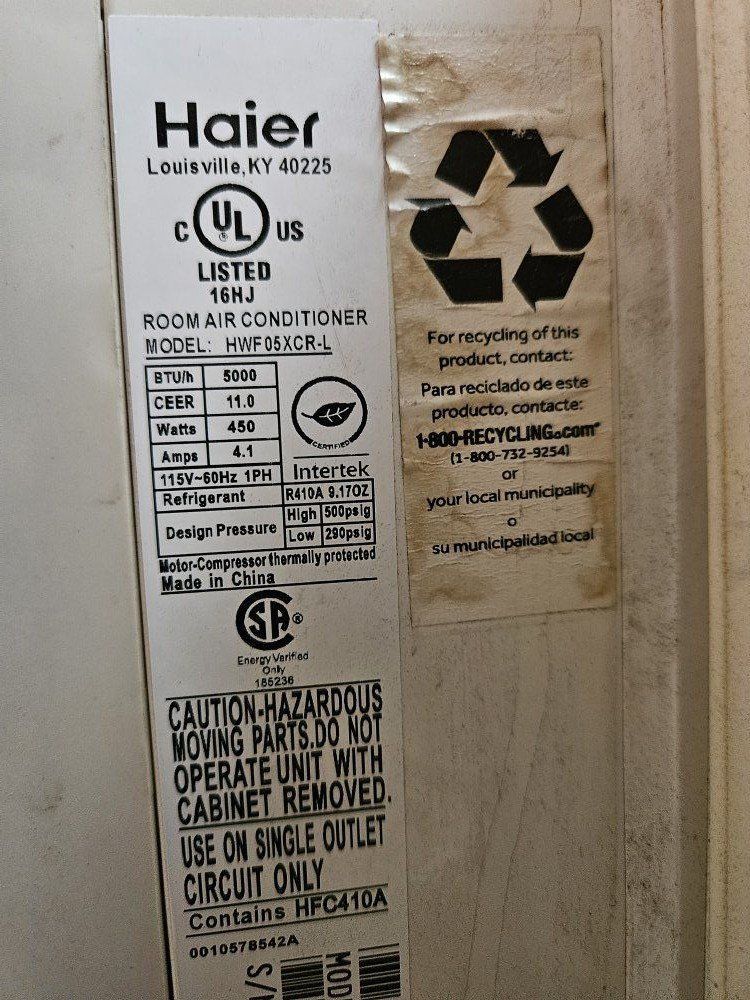 Haier
Louisville, KY 40225
C UL® US
LISTED
16HJ
ROOM AIR CONDITIONER
MODEL: HWF05XCR-L
BTU/h 5000
CEER 11.0
Watts 450
Amps 4.1
115V~60Hz 1PH
CERTIFIED
Intertek
Refrigerant R410A 9.17OZ
Design Pressure High 500psig
Low 290psig
Motor-Compressor thermally protected
Made in China
SA®
Energy Verified
Only
185236
CAUTION-HAZARDOUS
MOVING PARTS.DO NOT
OPERATE UNIT WITH
CABINET REMOVED.
USE ON SINGLE OUTLET
CIRCUIT ONLY
Contains HFC410A
0010578542A
S/
MOD
For recycling of this
product, contact:
Para reciclado de este
producto, contacte:
1-800-RECYCLING.com
(1-800-732-9254)
or
your local municipality
o
su municipalidad local